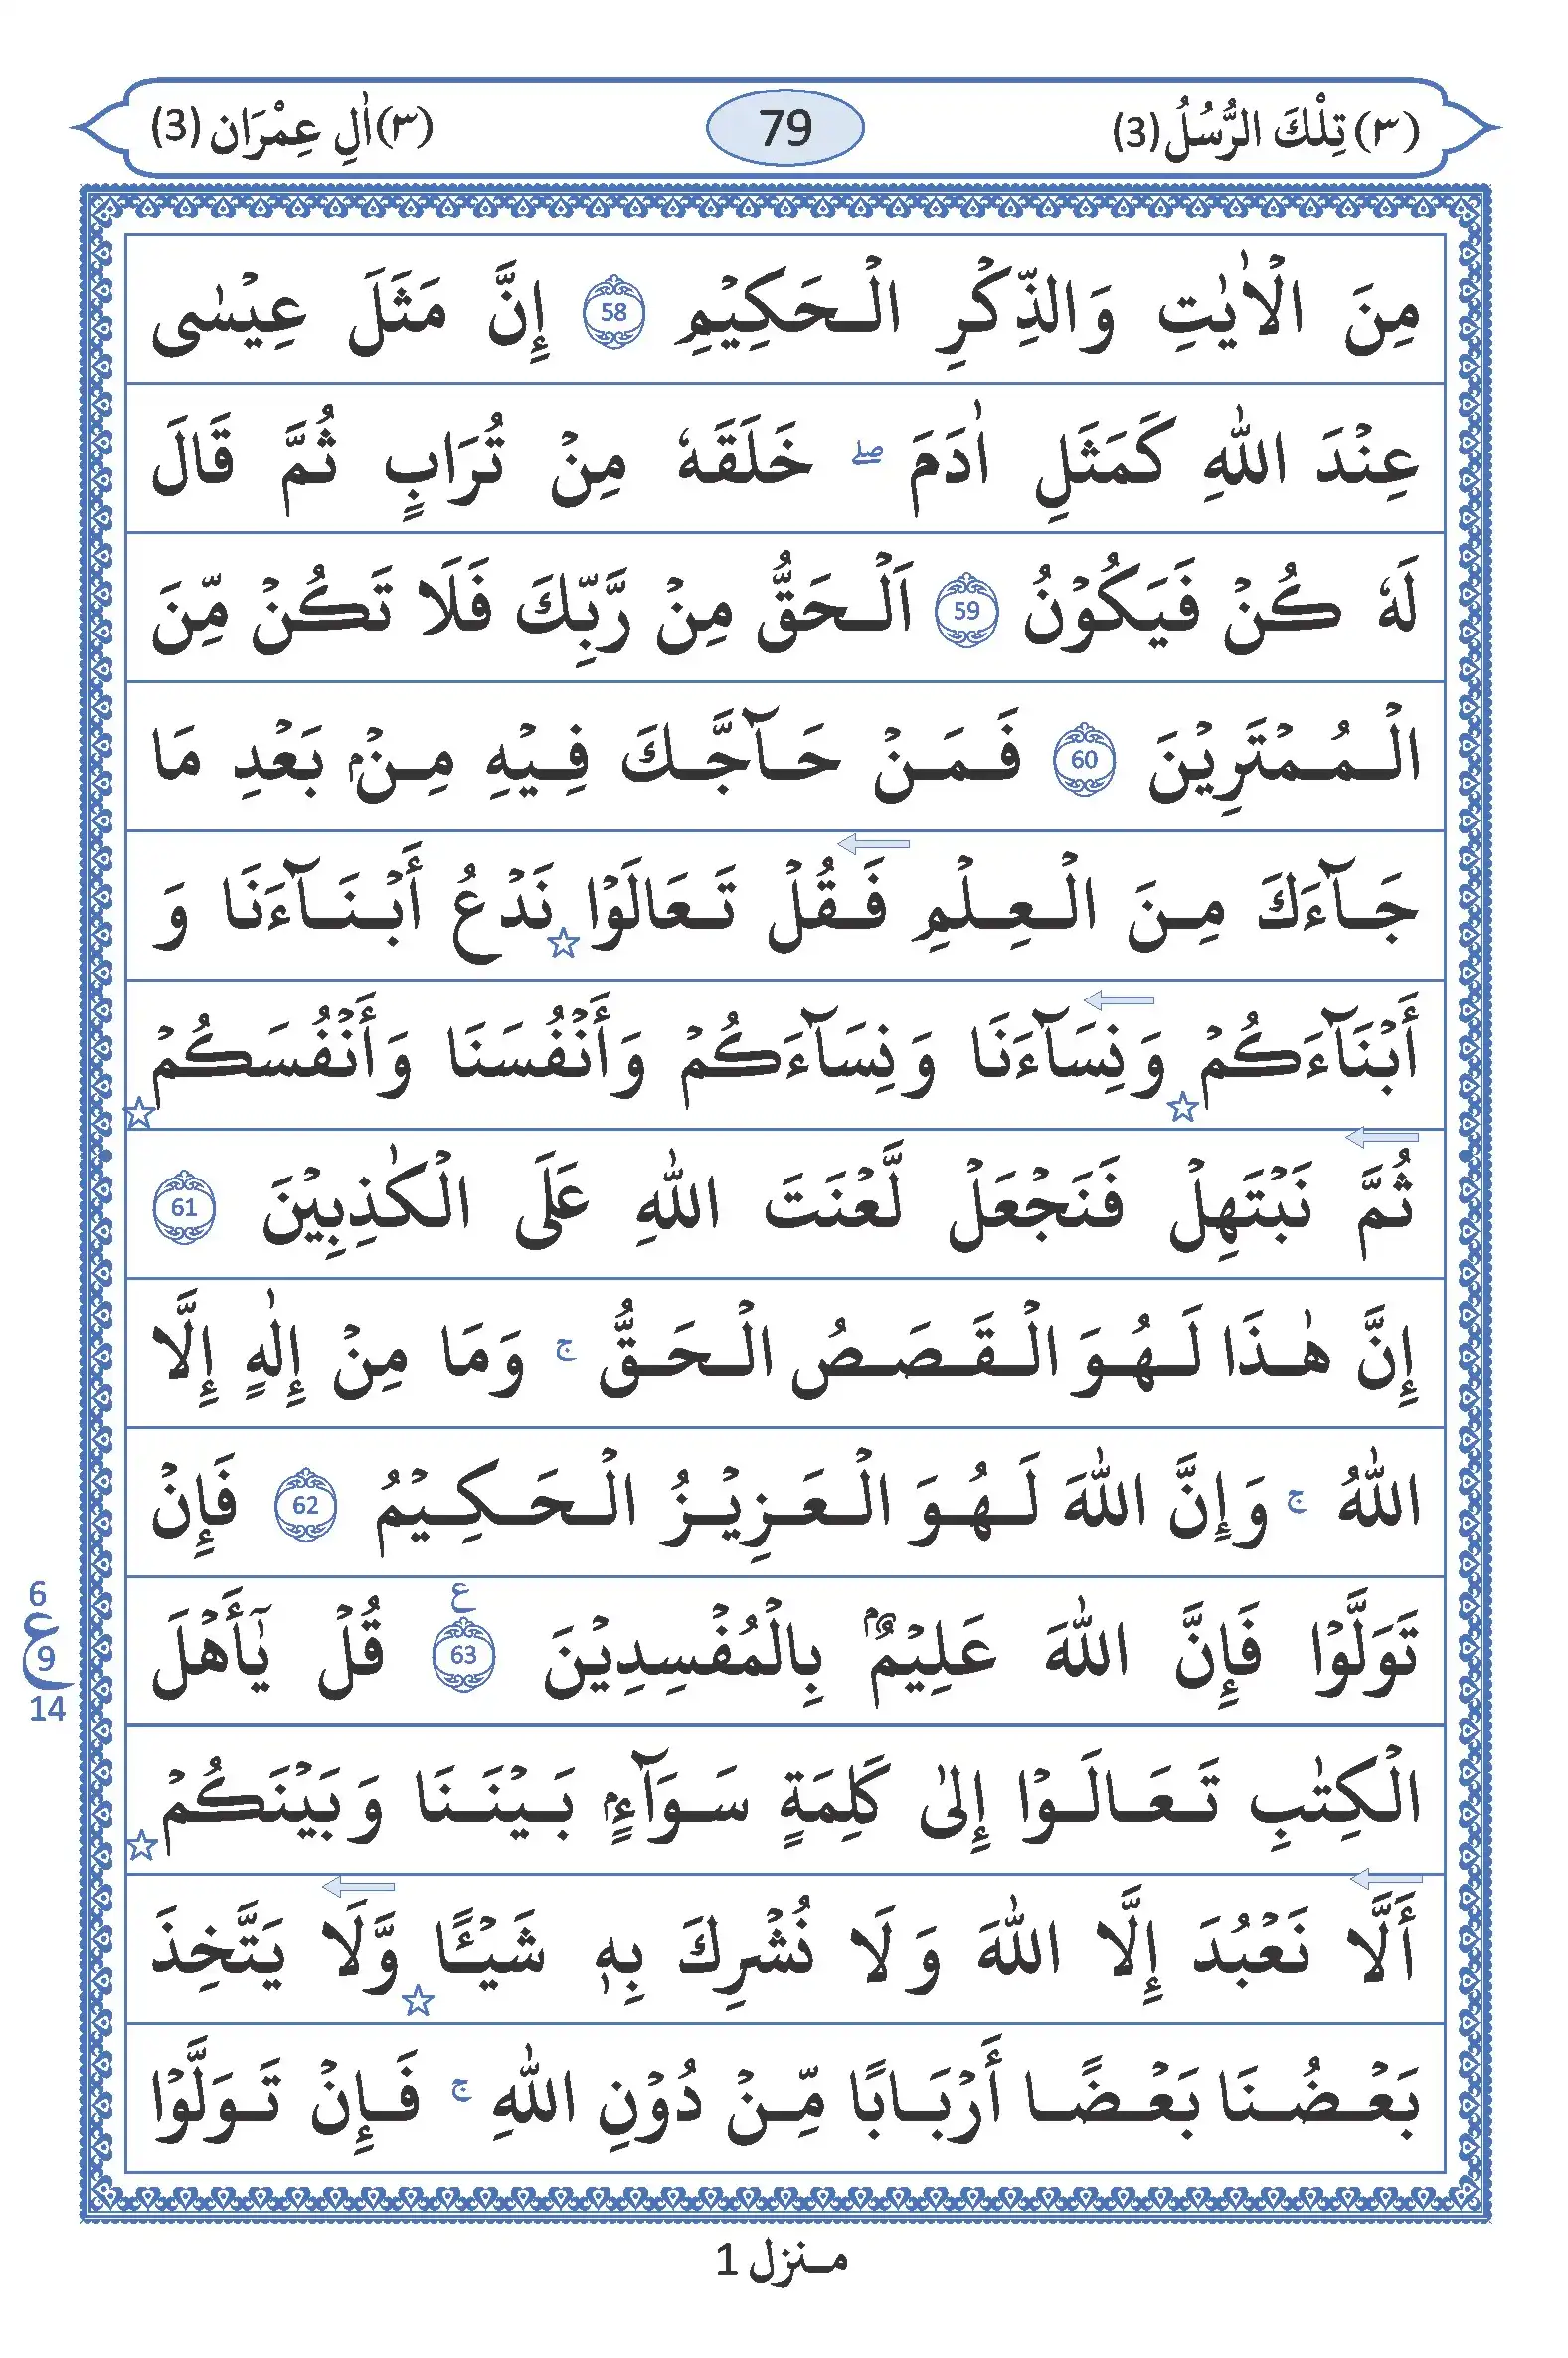 (٣) تِلْكَ الرُّسُلُ (3) 79 (٣) اٰلِ عِمْرَان (3)
مِنَ الْاٰيٰتِ وَالذِّكْرِ الْحَكِيْمِ 58 إِنَّ مَثَلَ عِيْسٰى
عِنْدَ اللّٰهِ كَمَثَلِ اٰدَمَ ۖ خَلَقَهٗ مِنْ تُرَابٍ ثُمَّ قَالَ
لَهٗ كُنْ فَيَكُوْنُ 59 اَلْحَقُّ مِنْ رَّبِّكَ فَلَا تَكُنْ مِّنَ
الْمُمْتَرِيْنَ 60 فَمَنْ حَآجَّكَ فِيْهِ مِنْۢ بَعْدِ مَا
جَآءَكَ مِنَ الْعِلْمِ فَقُلْ تَعَالَوْا ☆ نَدْعُ أَبْنَآءَنَا وَ
أَبْنَآءَكُمْ ☆ وَنِسَآءَنَا وَنِسَآءَكُمْ وَأَنْفُسَنَا وَأَنْفُسَكُمْ ☆
ثُمَّ نَبْتَهِلْ فَنَجْعَلْ لَّعْنَتَ اللّٰهِ عَلَى الْكٰذِبِيْنَ 61
إِنَّ هٰذَا لَهُوَ الْقَصَصُ الْحَقُّ ۚ وَمَا مِنْ إِلٰهٍ إِلَّا
اللّٰهُ ۚ وَإِنَّ اللّٰهَ لَهُوَ الْعَزِيْزُ الْحَكِيْمُ 62 فَإِنْ
تَوَلَّوْا فَإِنَّ اللّٰهَ عَلِيْمٌۢ بِالْمُفْسِدِيْنَ 63 ع قُلْ يٰٓأَهْلَ
6 ع 9 14
الْكِتٰبِ تَعَالَوْا إِلىٰ كَلِمَةٍ سَوَآءٍۢ بَيْنَنَا وَبَيْنَكُمْ ☆
أَلَّا نَعْبُدَ إِلَّا اللّٰهَ وَلَا نُشْرِكَ بِهٖ شَيْـًٔا ☆ وَّلَا يَتَّخِذَ
بَعْضُنَا بَعْضًا أَرْبَابًا مِّنْ دُوْنِ اللّٰهِ ۚ فَإِنْ تَوَلَّوْا
مـنزل 1